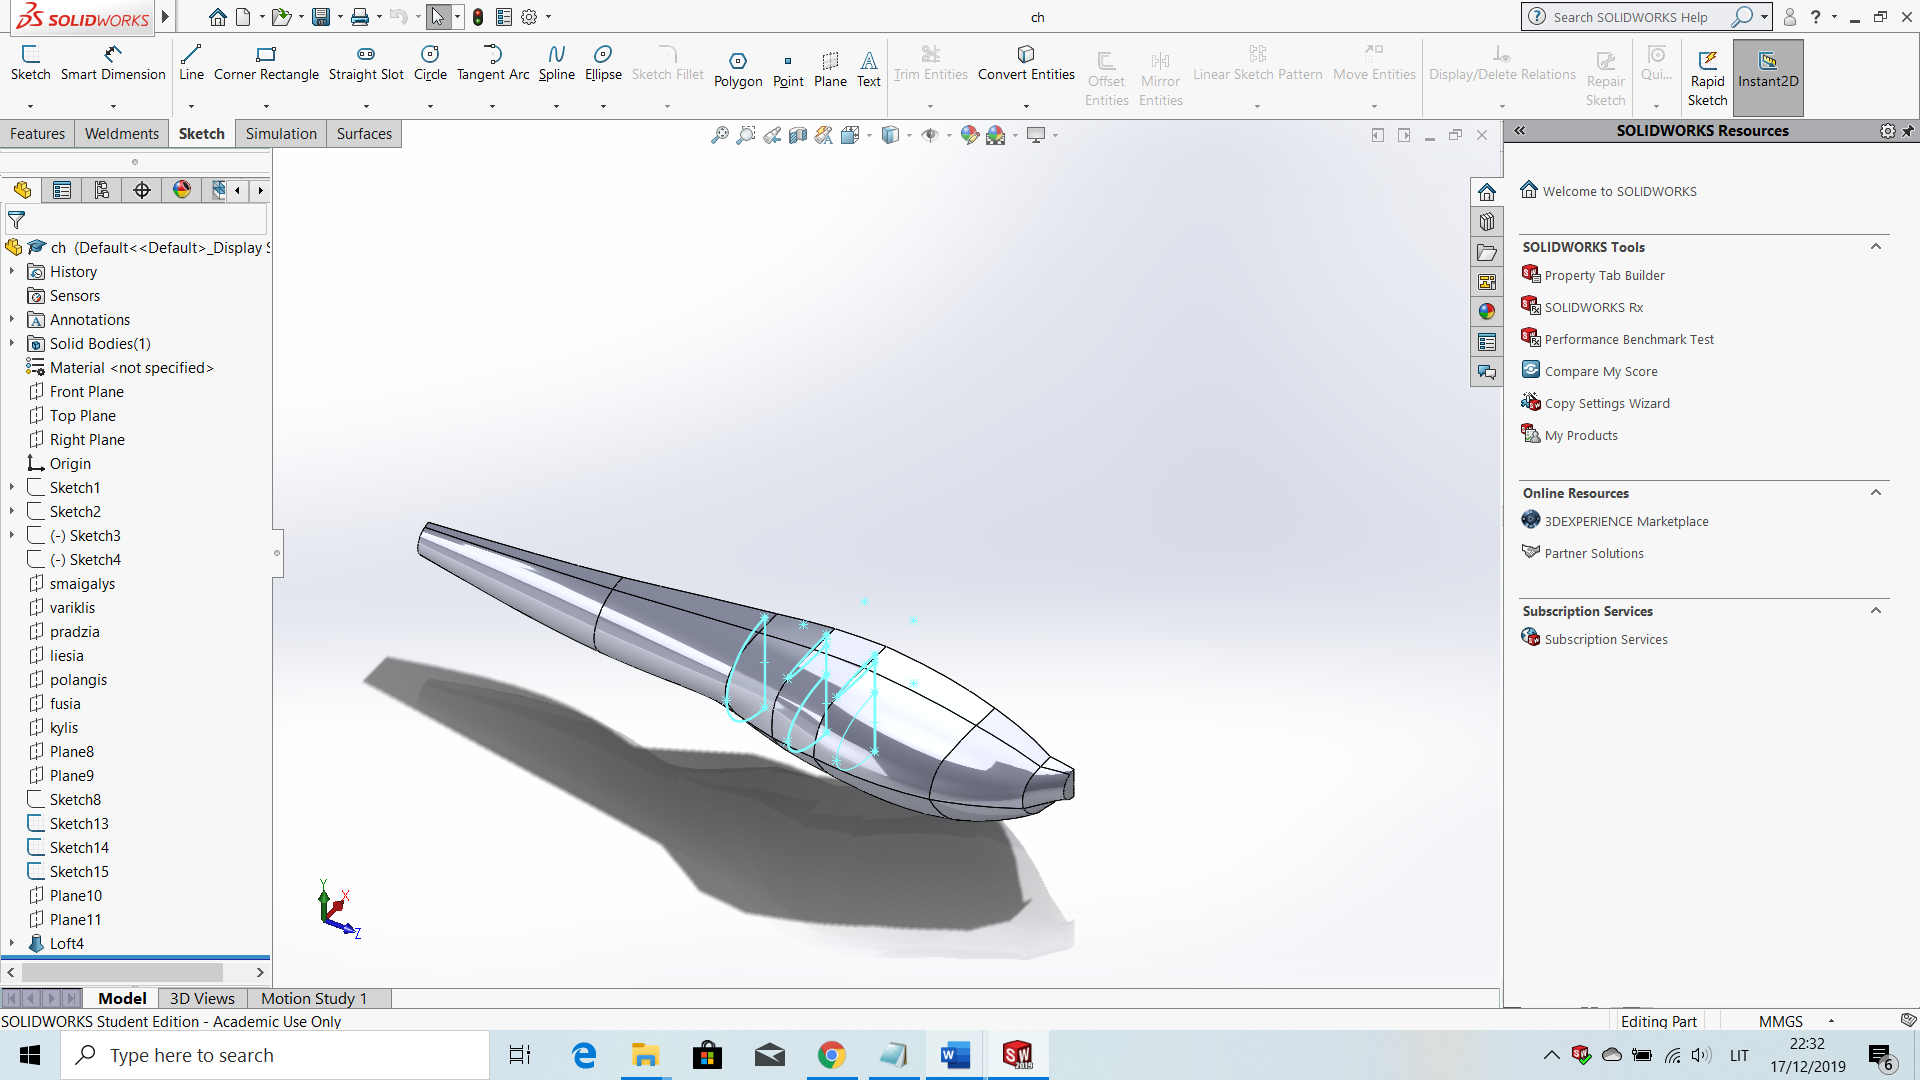 SOLIDWORKS
ch
Search SOLIDWORKS Help
Sketch
Smart Dimension
Line
Corner Rectangle
Straight Slot
Circle
Tangent Arc
Spline
Ellipse
Sketch Fillet
Polygon
Point
Plane
Text
Trim Entities
Convert Entities
Offset
Entities
Mirror
Entities
Linear Sketch Pattern
Move Entities
Display/Delete Relations
Repair
Sketch
Qui...
Rapid
Sketch
Instant2D
Features
Weldments
Sketch
Simulation
Surfaces
ch (Default<<Default>_Display S
History
Sensors
Annotations
Solid Bodies(1)
Material <not specified>
Front Plane
Top Plane
Right Plane
Origin
Sketch1
Sketch2
(-) Sketch3
(-) Sketch4
smaigalys
variklis
pradzia
liesia
polangis
fusia
kylis
Plane8
Plane9
Sketch8
Sketch13
Sketch14
Sketch15
Plane10
Plane11
Loft4
Y
X
Z
SOLIDWORKS Resources
Welcome to SOLIDWORKS
SOLIDWORKS Tools
Property Tab Builder
SOLIDWORKS Rx
Performance Benchmark Test
Compare My Score
Copy Settings Wizard
My Products
Online Resources
3DEXPERIENCE Marketplace
Partner Solutions
Subscription Services
Subscription Services
Model
3D Views
Motion Study 1
SOLIDWORKS Student Edition - Academic Use Only
Editing Part
MMGS
Type here to search
LIT
22:32
17/12/2019
6